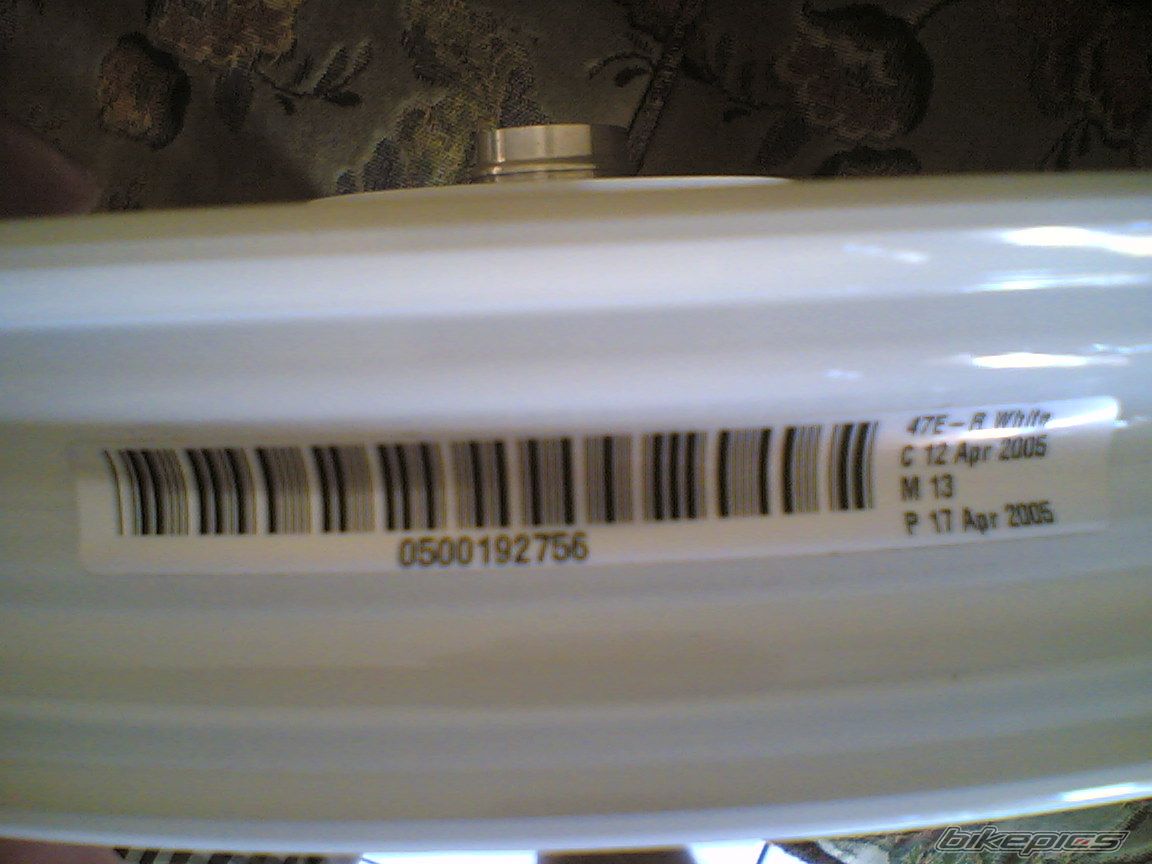 47E-R White
C 12 Apr 2005
M 13
P 17 Apr 2005
0500192756
bikepics